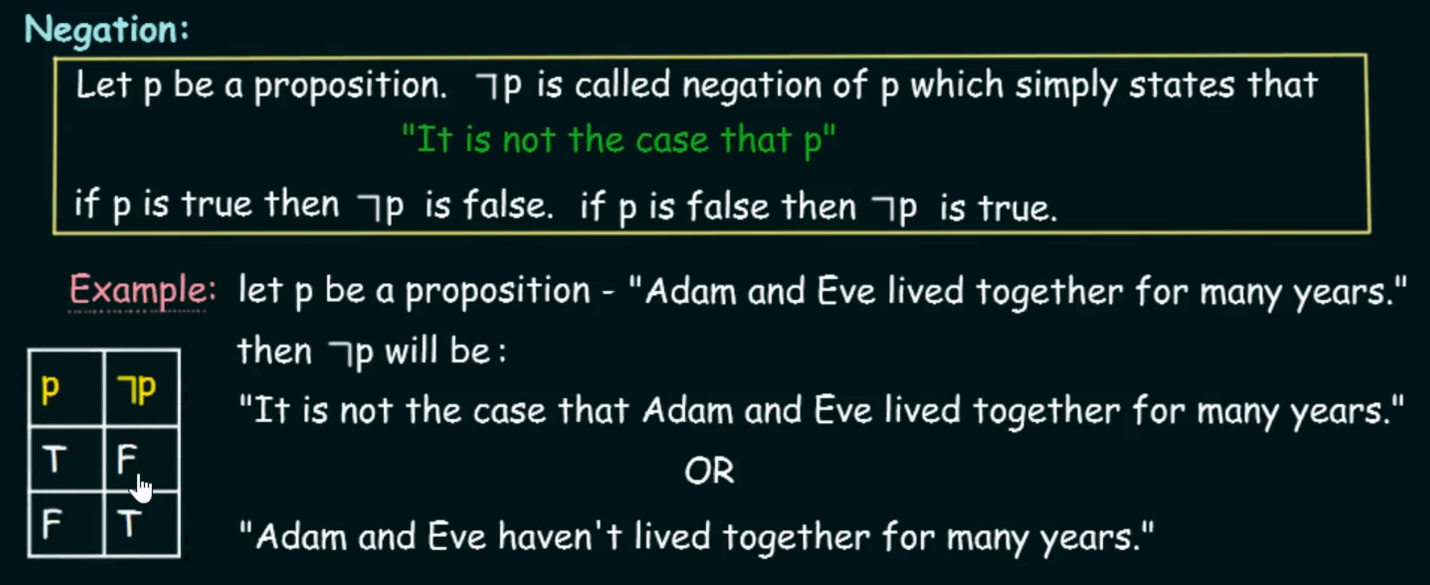 Negation:
Let p be a proposition. ¬p is called negation of p which simply states that
"It is not the case that p"
if p is true then ¬p is false. if p is false then ¬p is true.
Example: let p be a proposition - "Adam and Eve lived together for many years."
then ¬p will be:
"It is not the case that Adam and Eve lived together for many years."
OR
"Adam and Eve haven't lived together for many years."
p ¬p
T F
F T